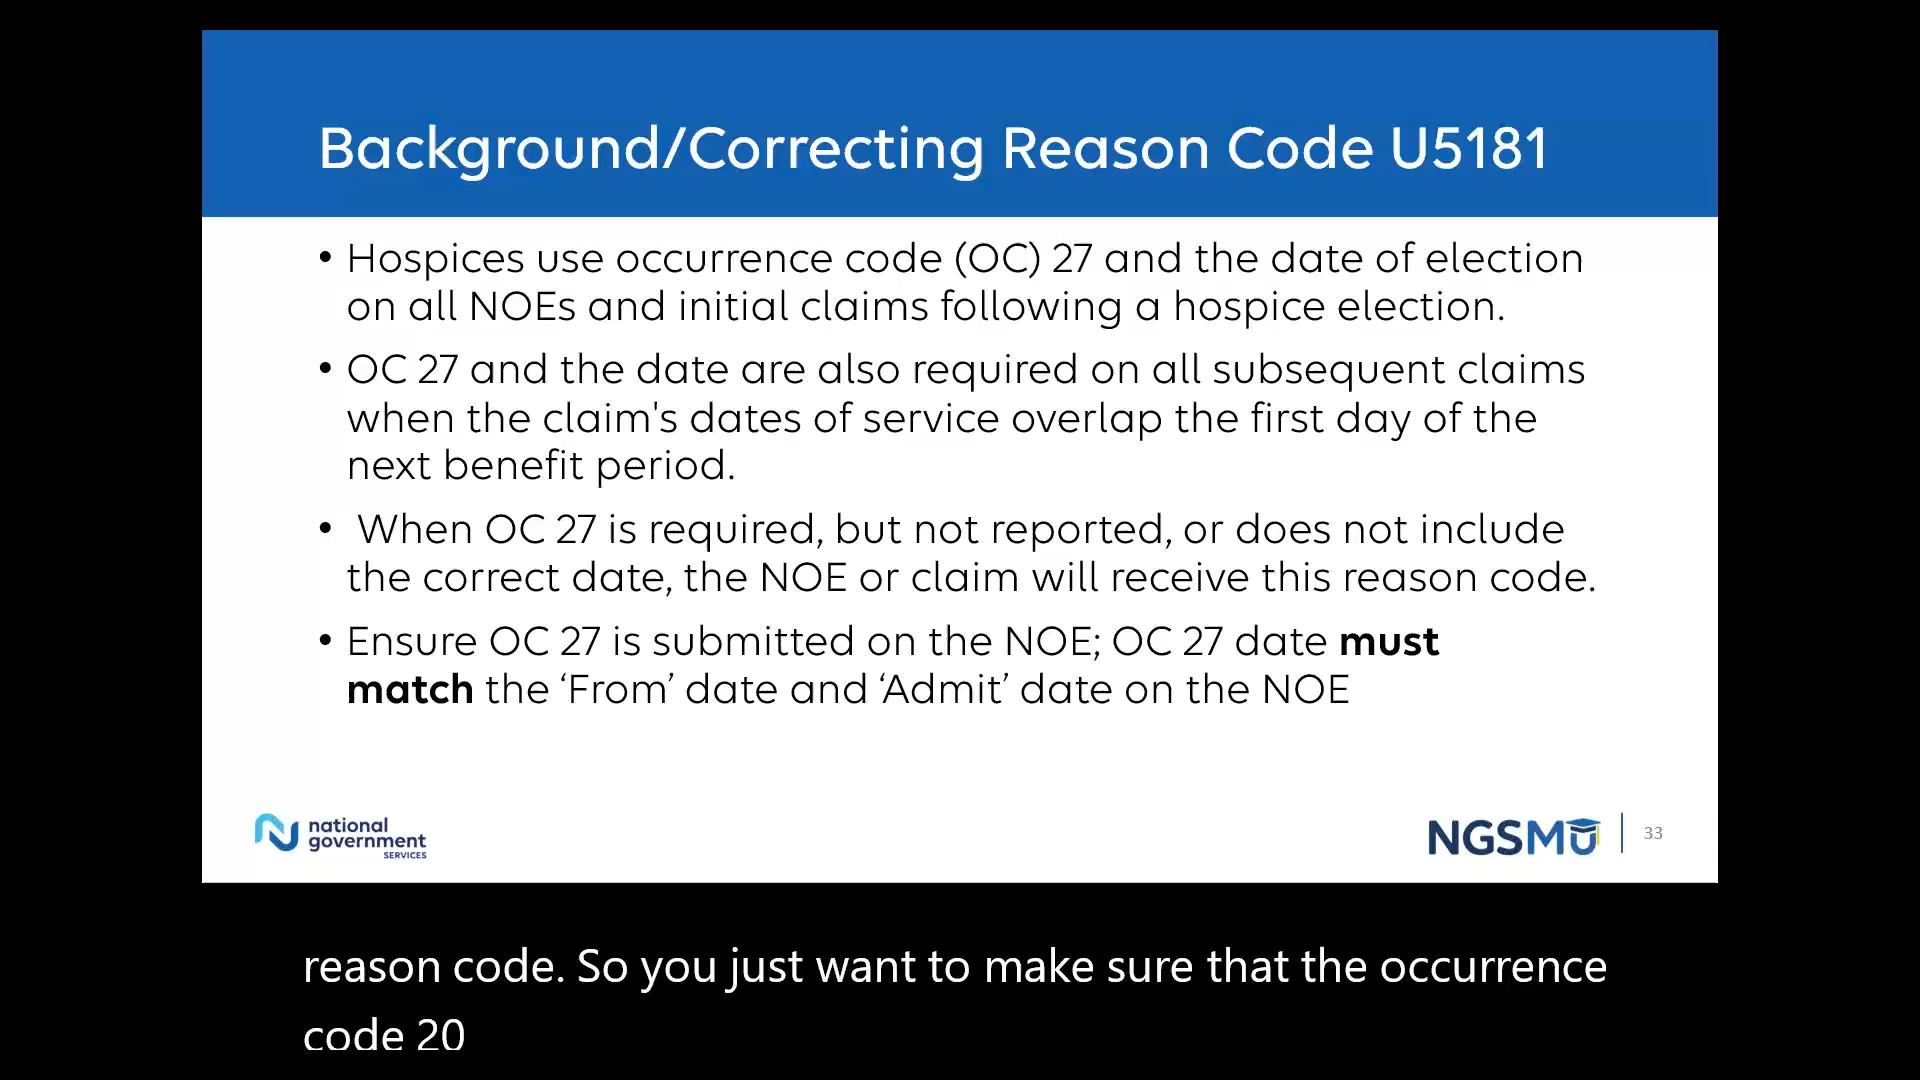 Background/Correcting Reason Code U5181
• Hospices use occurrence code (OC) 27 and the date of election
on all NOEs and initial claims following a hospice election.
• OC 27 and the date are also required on all subsequent claims
when the claim's dates of service overlap the first day of the
next benefit period.
• When OC 27 is required, but not reported, or does not include
the correct date, the NOE or claim will receive this reason code.
• Ensure OC 27 is submitted on the NOE; OC 27 date must
match the ‘From’ date and ‘Admit’ date on the NOE
national
government
SERVICES
NGSMU
33
reason code. So you just want to make sure that the occurrence
code 20